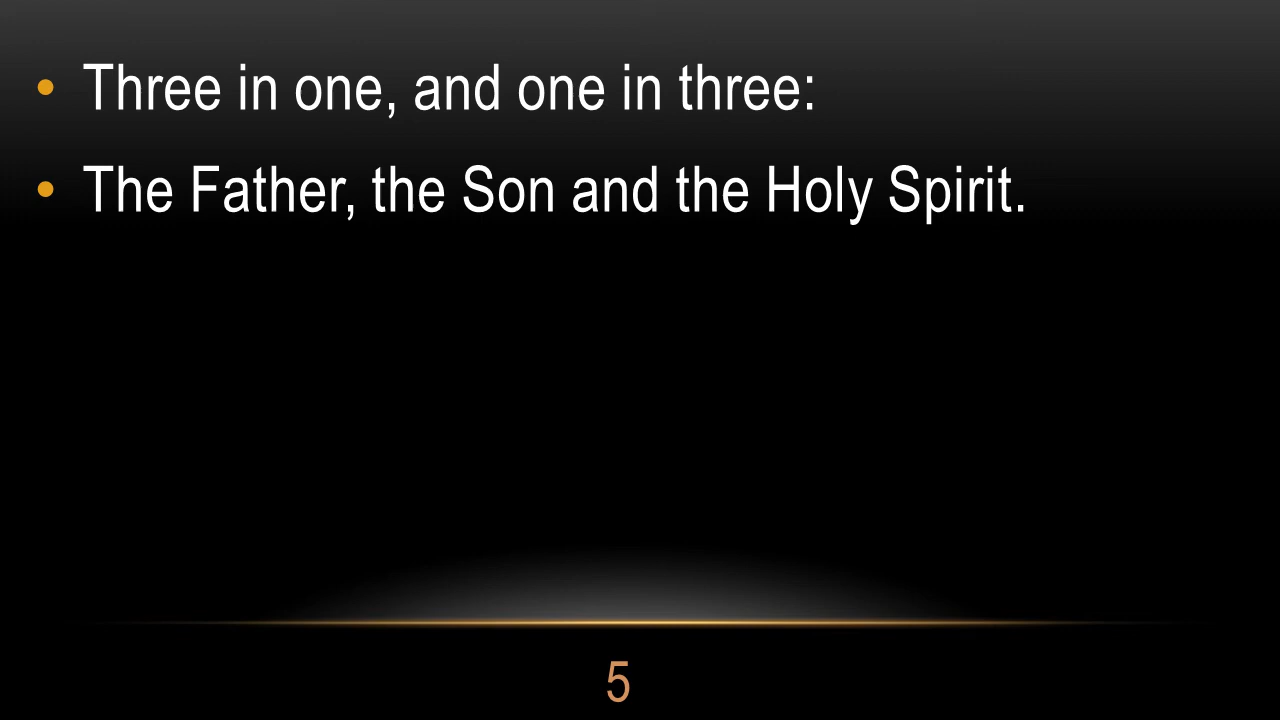 • Three in one, and one in three:
• The Father, the Son and the Holy Spirit.
5